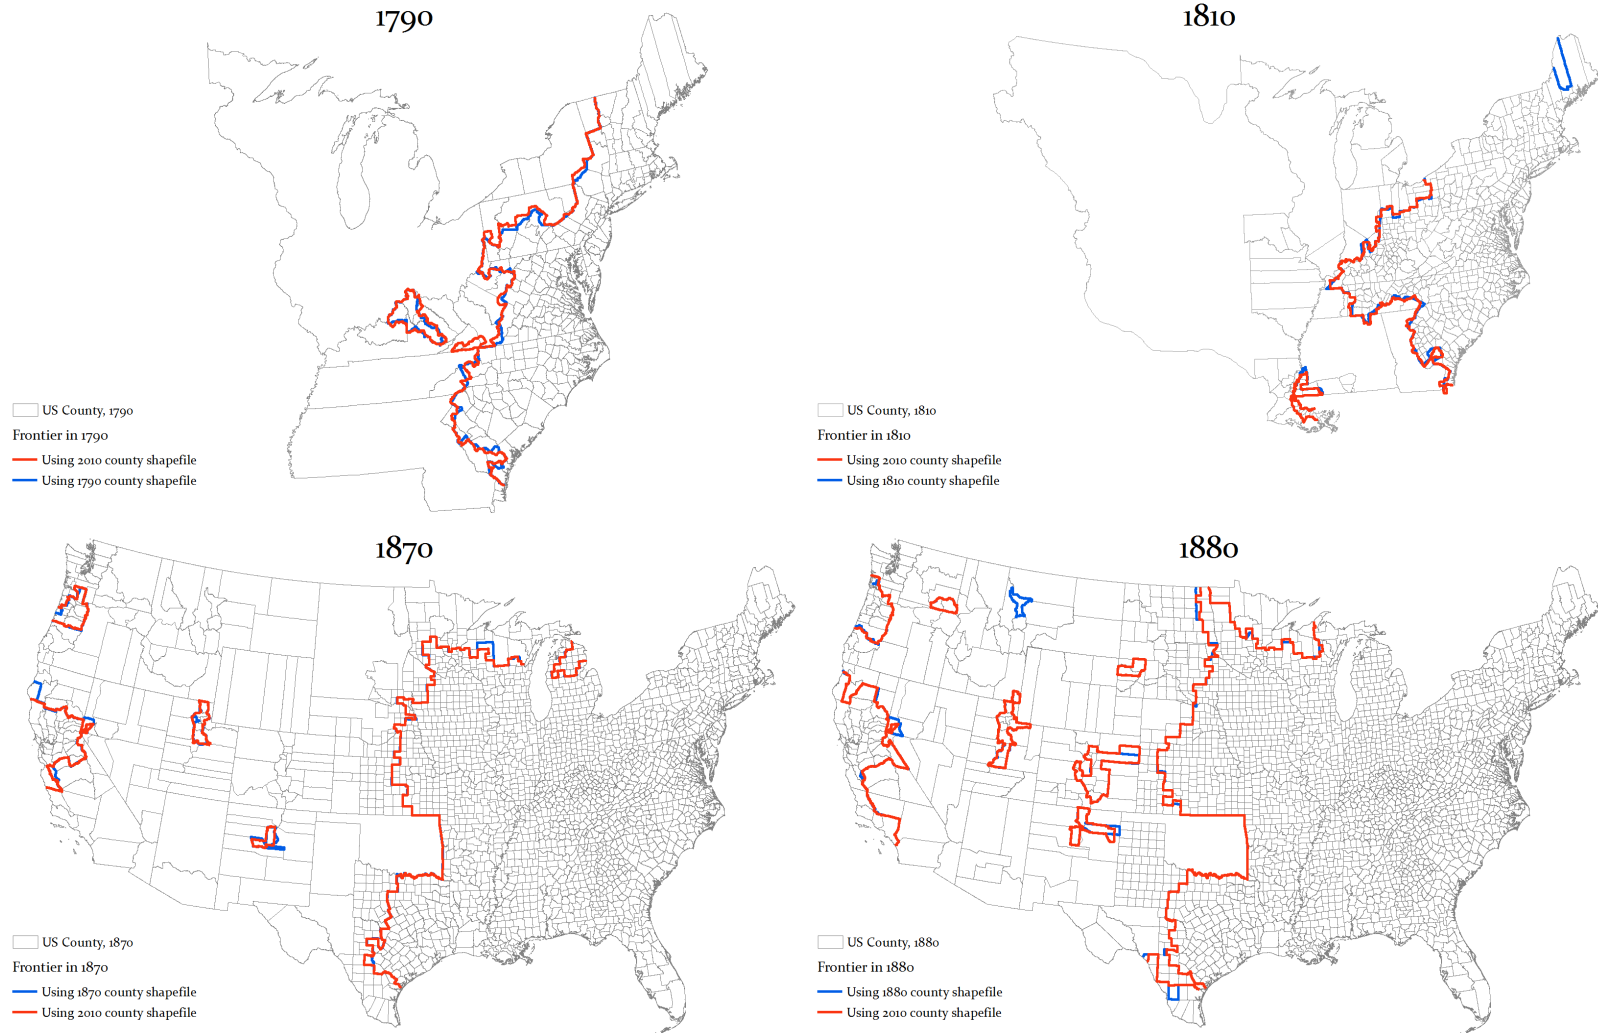 1790
US County, 1790
Frontier in 1790
Using 2010 county shapefile
Using 1790 county shapefile
1810
US County, 1810
Frontier in 1810
Using 2010 county shapefile
Using 1810 county shapefile
1870
US County, 1870
Frontier in 1870
Using 1870 county shapefile
Using 2010 county shapefile
1880
US County, 1880
Frontier in 1880
Using 1880 county shapefile
Using 2010 county shapefile